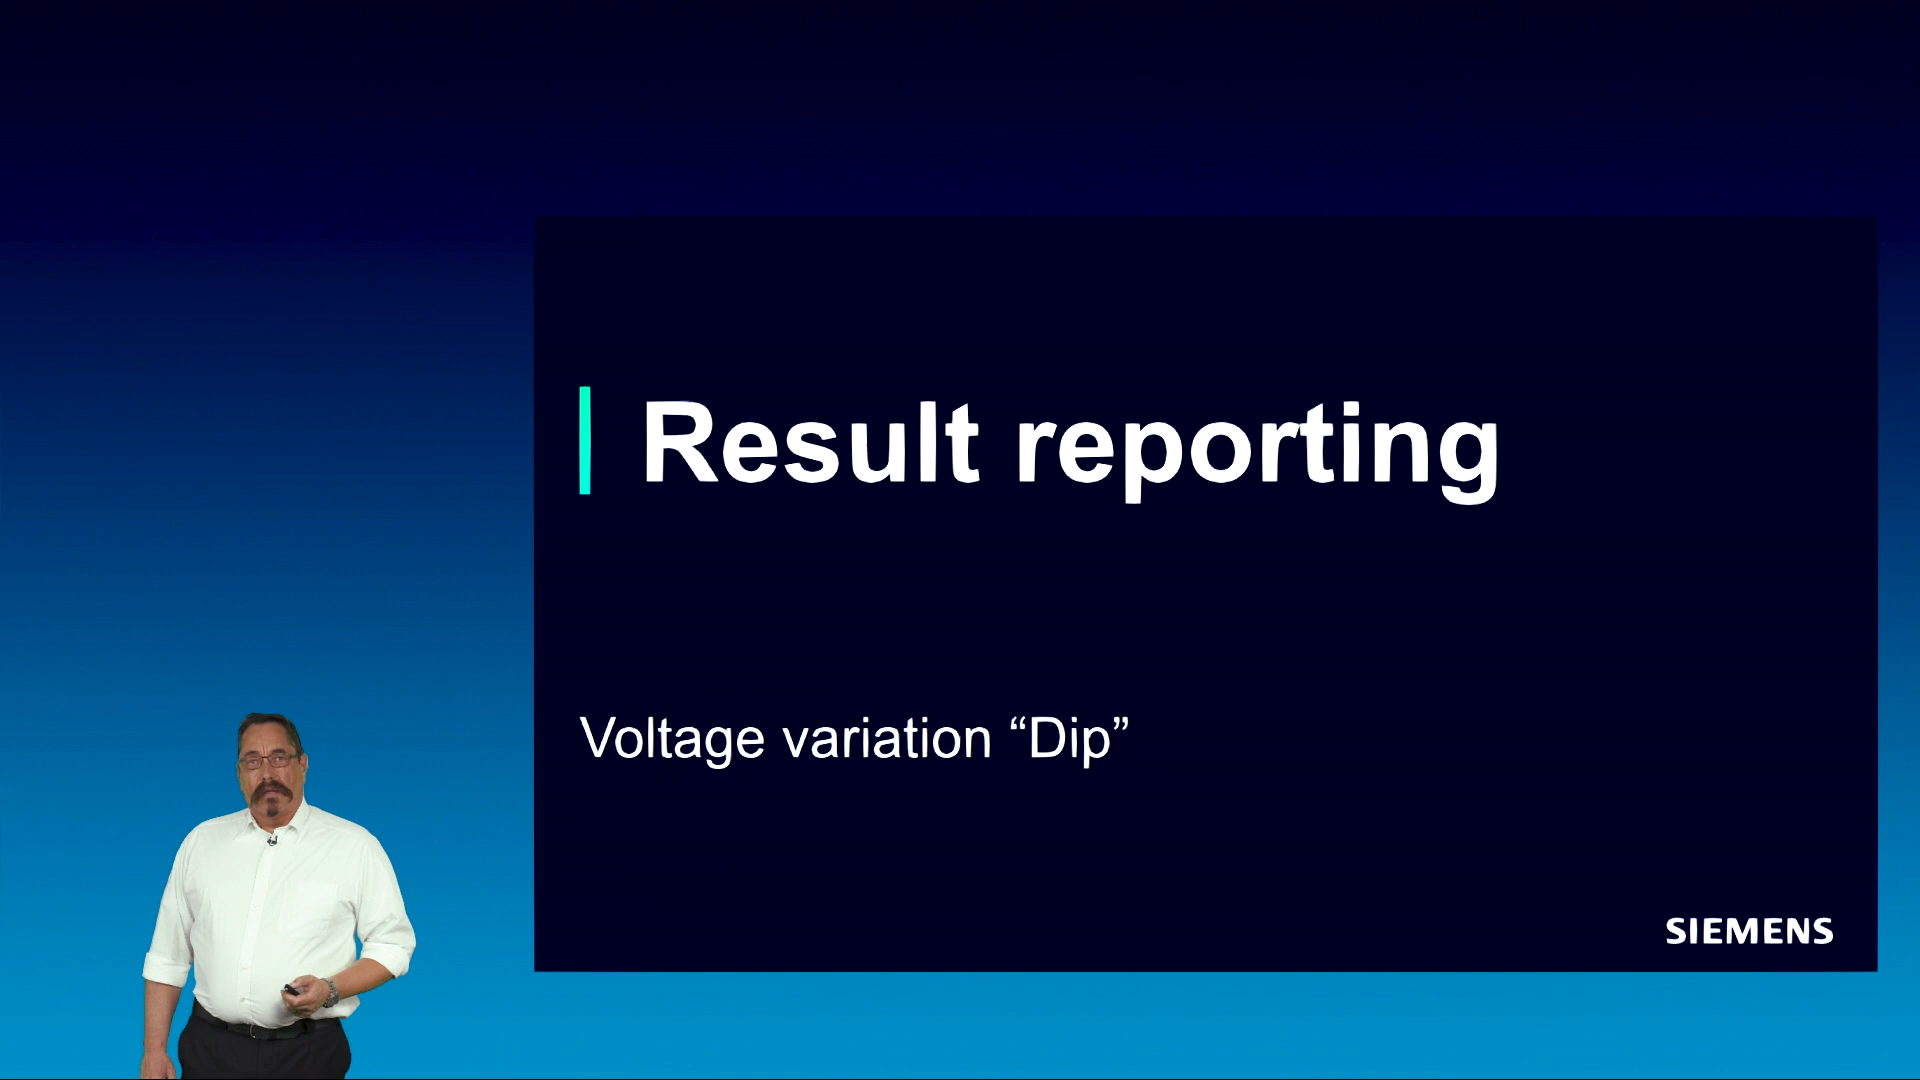 Result reporting
Voltage variation “Dip”
SIEMENS